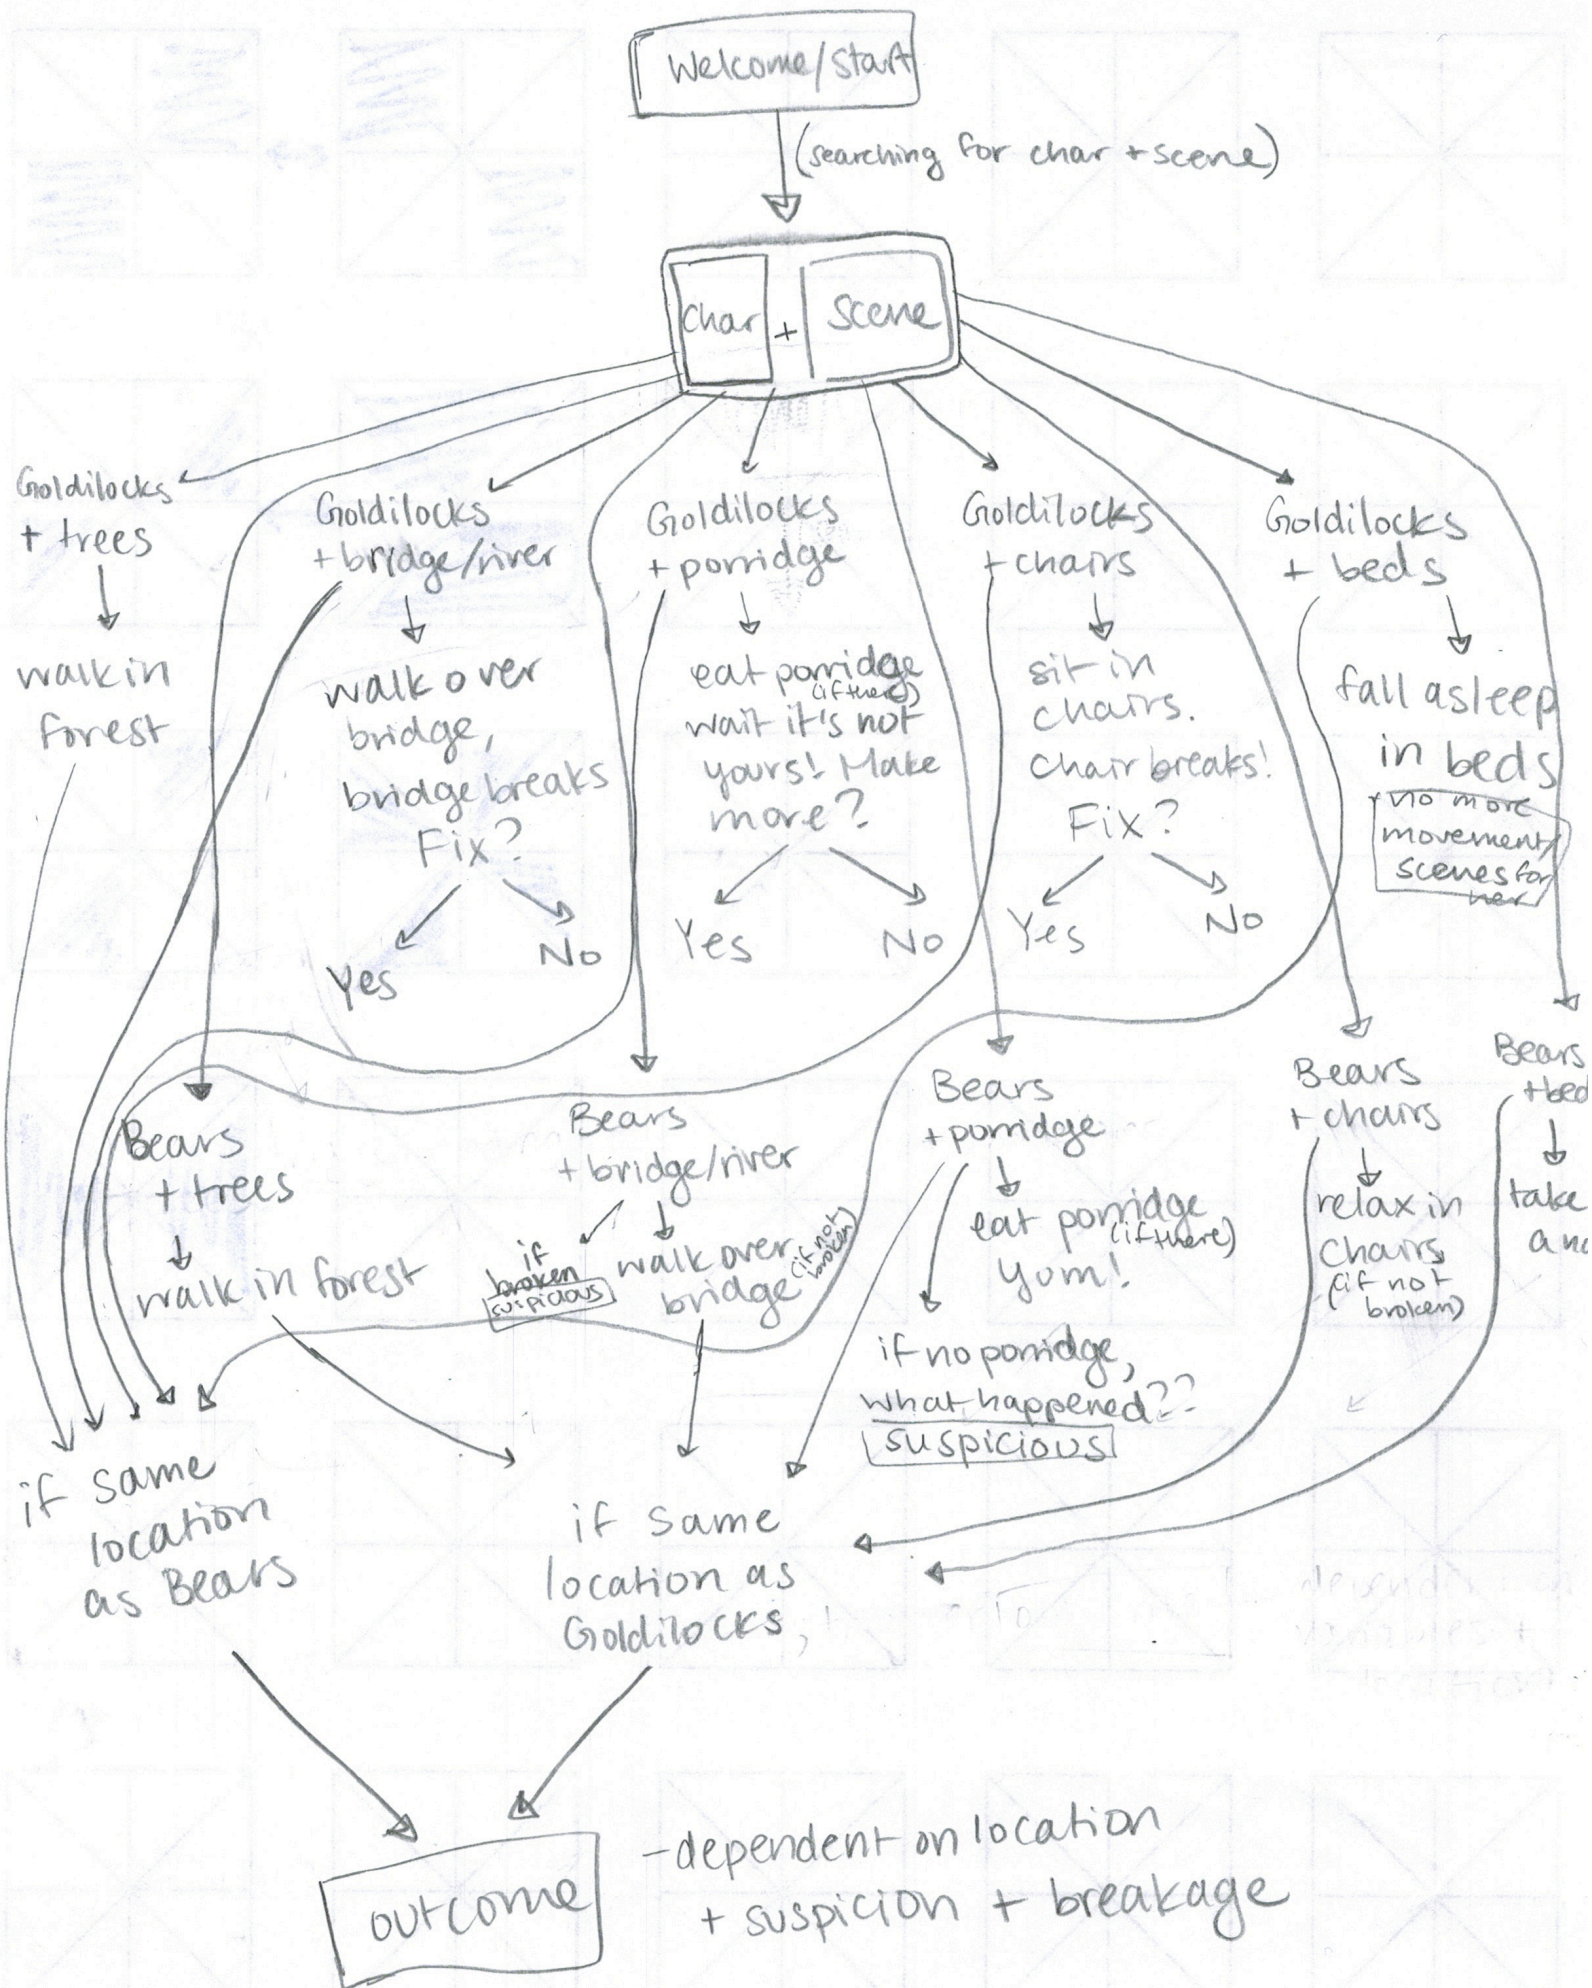 Welcome/Start
(searching for char + scene)
Char + Scene
Goldilocks
+ trees
walk in
forest
Goldilocks
+ bridge/river
walk over
bridge,
bridge breaks
Fix?
Yes
No
Goldilocks
+ porridge
eat porridge
(if there)
wait it's not
yours! Make
more?
Yes
No
Goldilocks
+ chairs
sit in
chairs.
Chair breaks!
Fix?
Yes
No
Goldilocks
+ beds
fall asleep
in beds
no more
movement/
scenes for
her
Bears
+ trees
walk in forest
Bears
+ bridge/river
if
broken
suspicious
walk over
bridge
(if not
broken)
Bears
+ porridge
eat porridge
(if there)
Yum!
if no porridge,
what happened??
suspicious
Bears
+ chairs
relax in
chairs
(if not
broken)
Bears
+ bed
take
a na
if same
location
as Bears
if same
location as
Goldilocks,
outcome
- dependent on location
+ suspicion + breakage